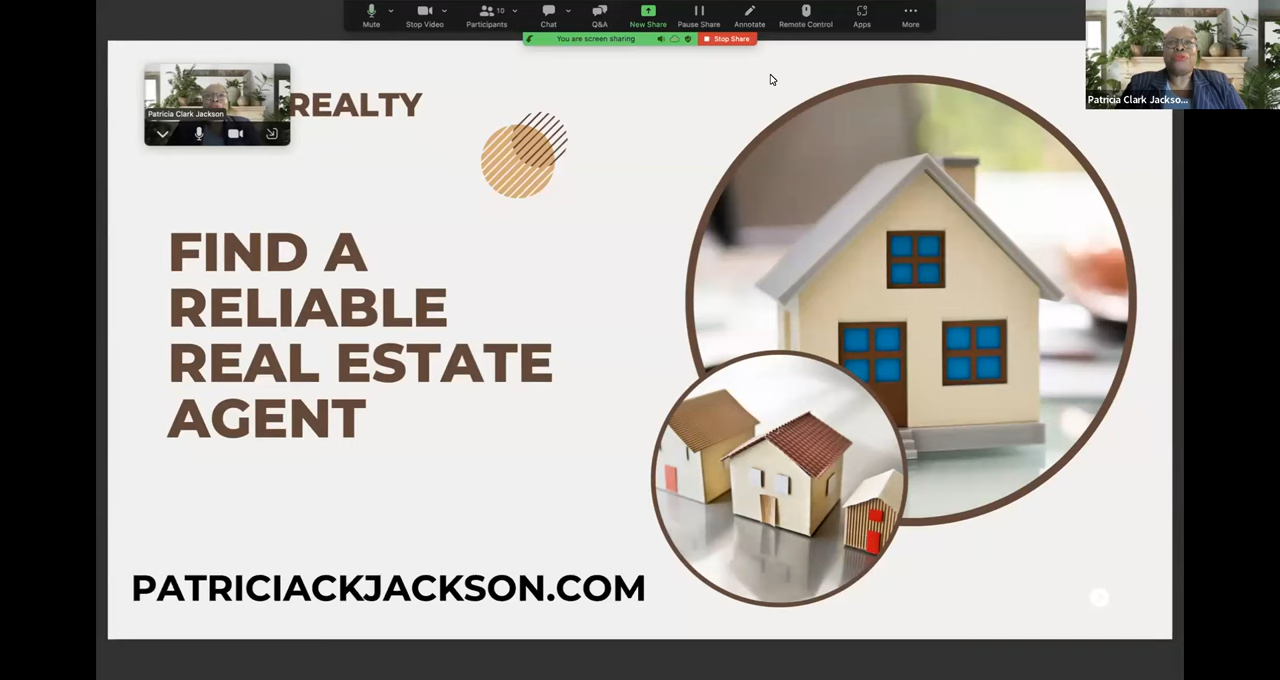 Mute
Stop Video
Participants
10
Chat
Q&A
New Share
Pause Share
Annotate
Remote Control
Apps
More
You are screen sharing
Stop Share
Patricia Clark Jackso...
Patricia Clark Jackson
REALTY
FIND A
RELIABLE
REAL ESTATE
AGENT
PATRICIACKJACKSON.COM